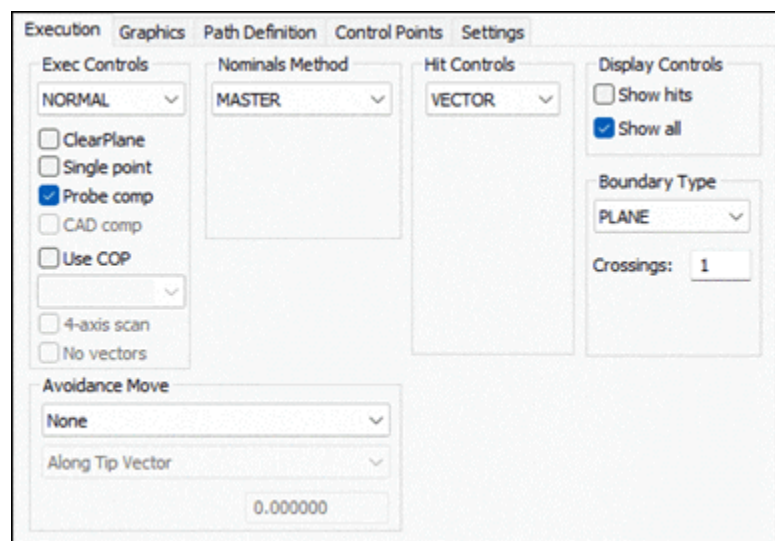 Execution Graphics Path Definition Control Points Settings
Exec Controls
NORMAL
ClearPlane
Single point
Probe comp
CAD comp
Use COP
4-axis scan
No vectors
Nominals Method
MASTER
Hit Controls
VECTOR
Display Controls
Show hits
Show all
Boundary Type
PLANE
Crossings: 1
Avoidance Move
None
Along Tip Vector
0.000000